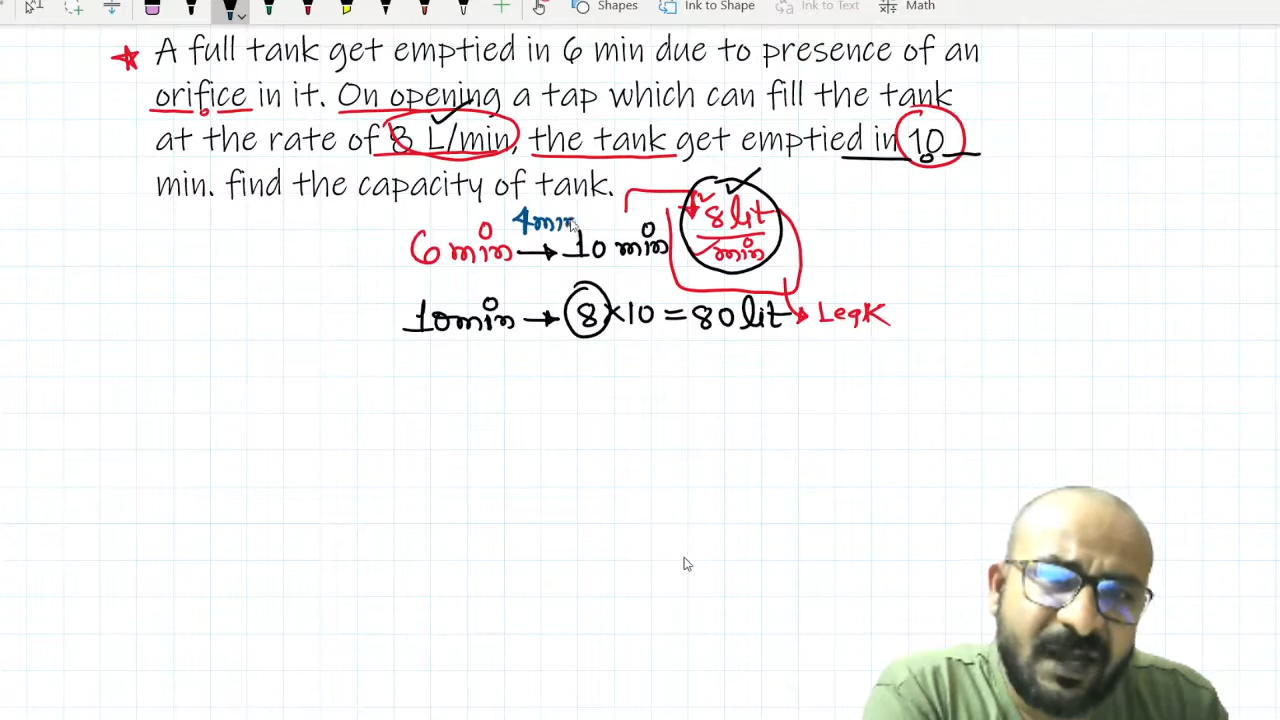 Shapes Ink to Shape Ink to Text Math
A full tank get emptied in 6 min due to presence of an
orifice in it. On opening a tap which can fill the tank
at the rate of 8 L/min, the tank get emptied in 10
min. find the capacity of tank.
6 min 4min → 10 min 8 lit/min
10min → 8×10 = 80 lit → Leak